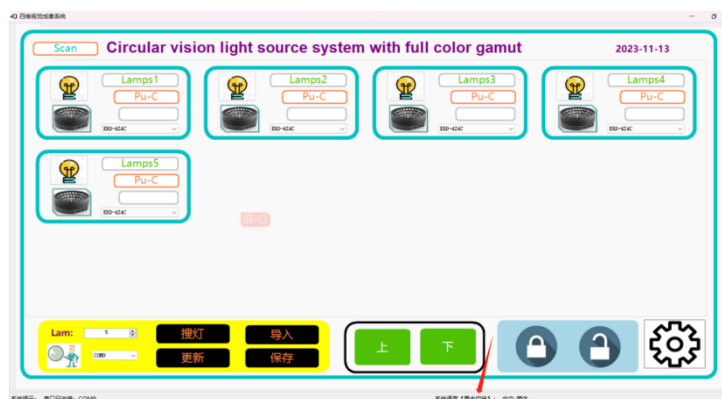 四维视觉成像系统
Scan
Circular vision light source system with full color gamut
2023-11-13
Lamps1
Pu-C
Lamps2
Pu-C
Lamps3
Pu-C
Lamps4
Pu-C
Lamps5
Pu-C
Lam:
5
搜灯
导入
COM9
更新
保存
上
下